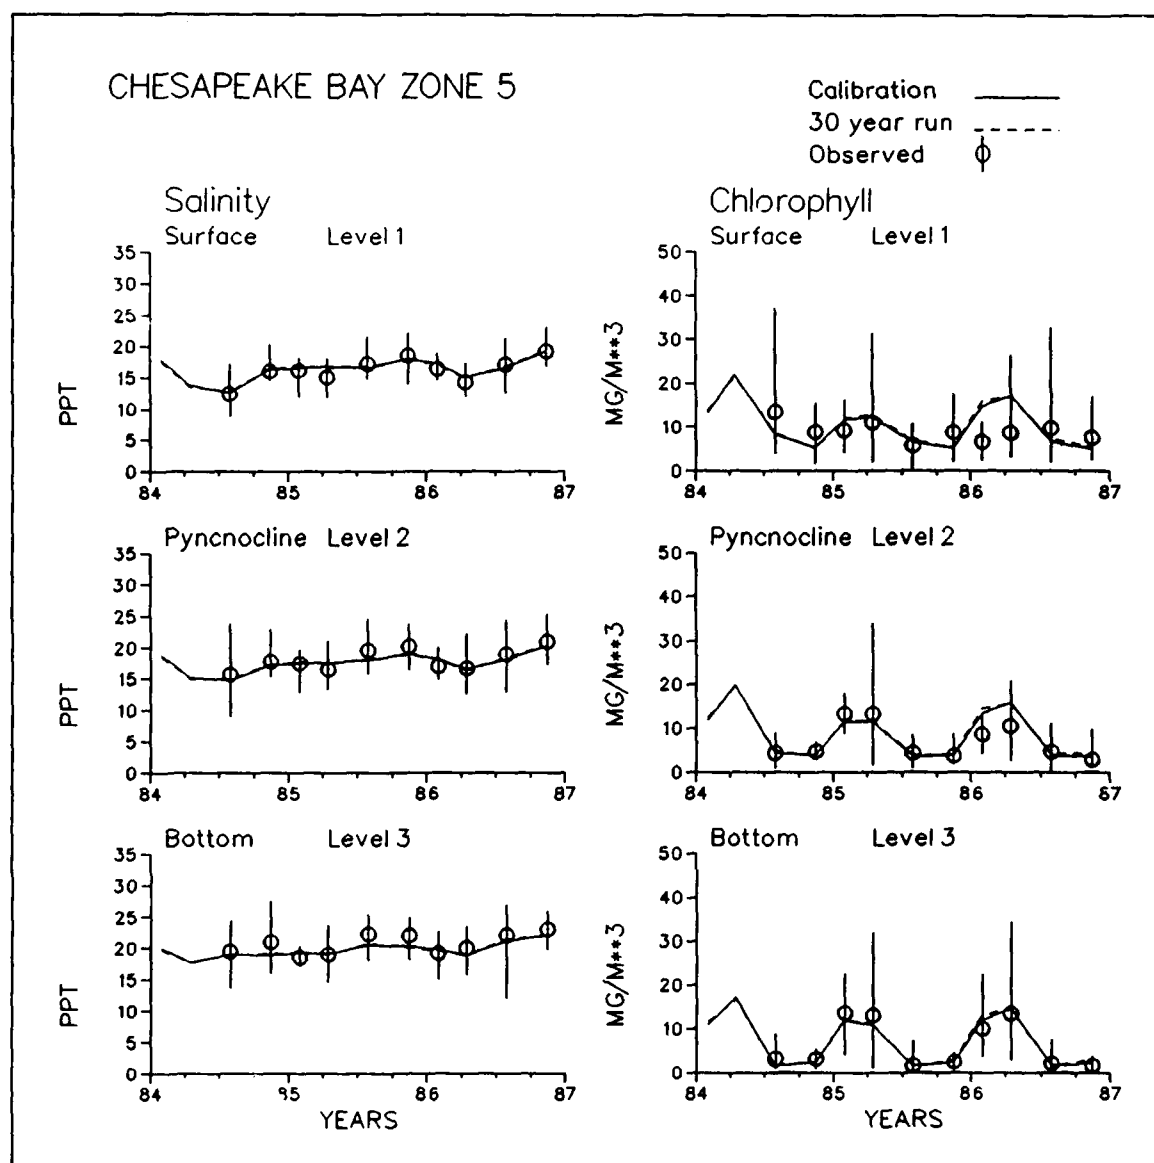 CHESAPEAKE BAY ZONE 5
Calibration
30 year run
Observed
Salinity
Surface Level 1
35
30
25
20
15
10
5
0
PPT
84 85 86 87
Pyncnocline Level 2
35
30
25
20
15
10
5
0
PPT
84 85 86 87
Bottom Level 3
35
30
25
20
15
10
5
0
PPT
84 95 86 87
YEARS
Chlorophyll
Surface Level 1
50
40
30
20
10
0
MG/M**3
84 85 86 87
Pyncnocline Level 2
50
40
30
20
10
0
MG/M**3
84 85 86 87
Bottom Level 3
50
40
30
20
10
0
MG/M**3
84 85 86 87
YEARS